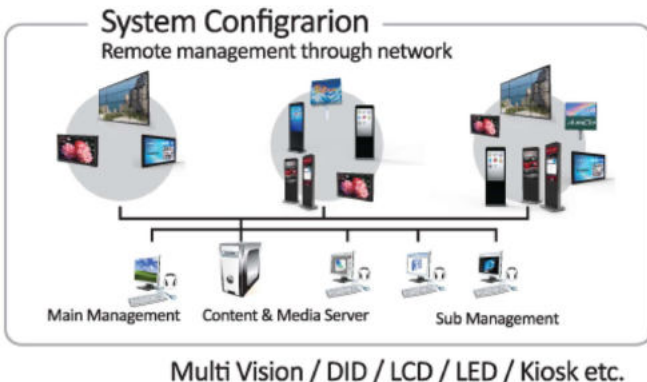 System Configrarion
Remote management through network
Main Management
Content & Media Server
Sub Management
Multi Vision / DID / LCD / LED / Kiosk etc.